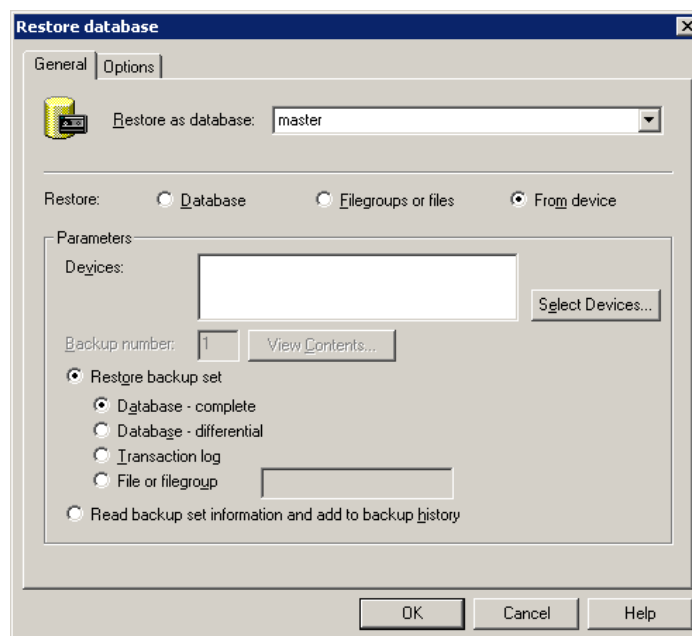 Restore database
General
Options
Restore as database:
master
Restore:
Database
Filegroups or files
From device
Parameters
Devices:
Select Devices...
Backup number:
1
View Contents...
Restore backup set
Database - complete
Database - differential
Transaction log
File or filegroup
Read backup set information and add to backup history
OK
Cancel
Help